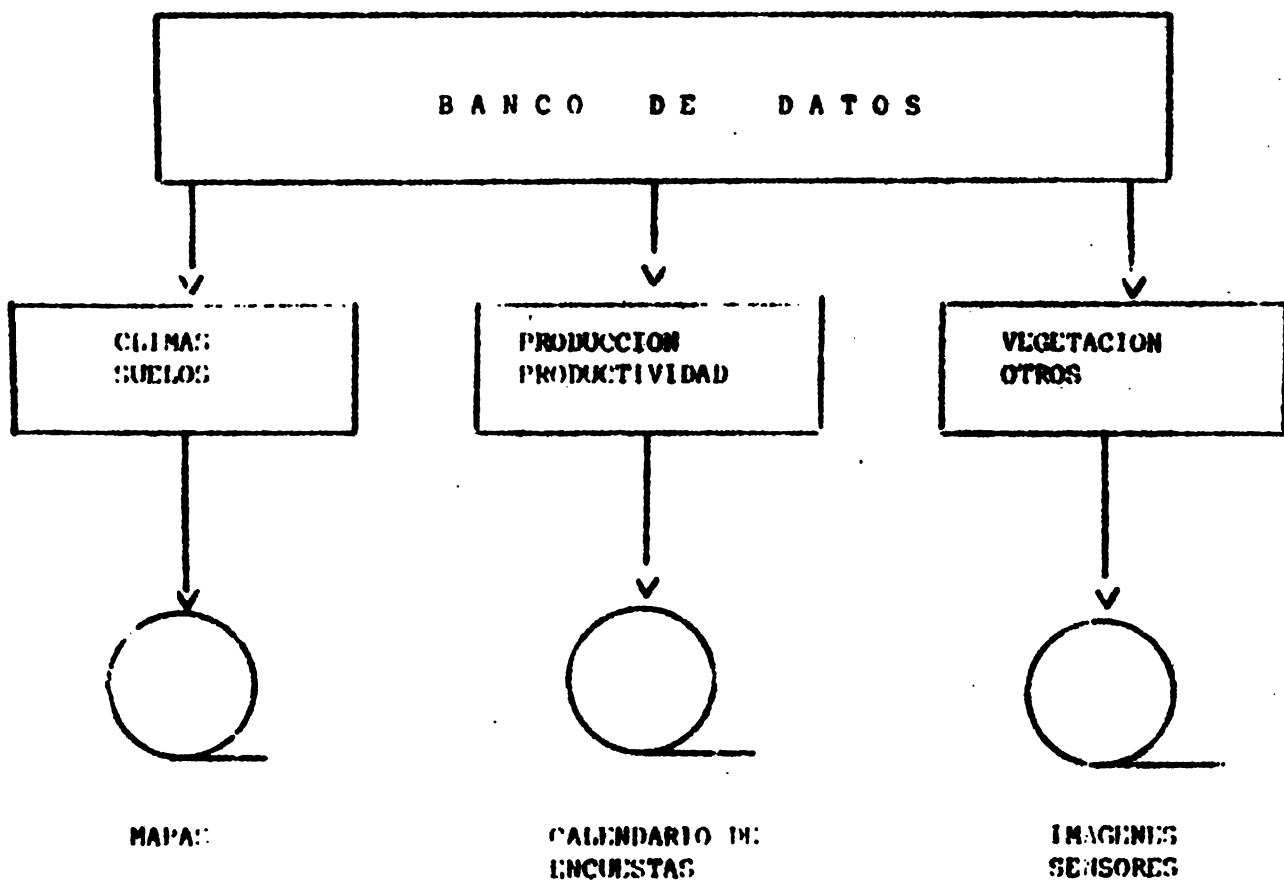 BANCO DE DATOS
CLIMAS
SUELOS
PRODUCCION
PRODUCTIVIDAD
VEGETACION
OTROS
MAPAS
CALENDARIO DE
ENCUESTAS
IMAGENES
SENSORES